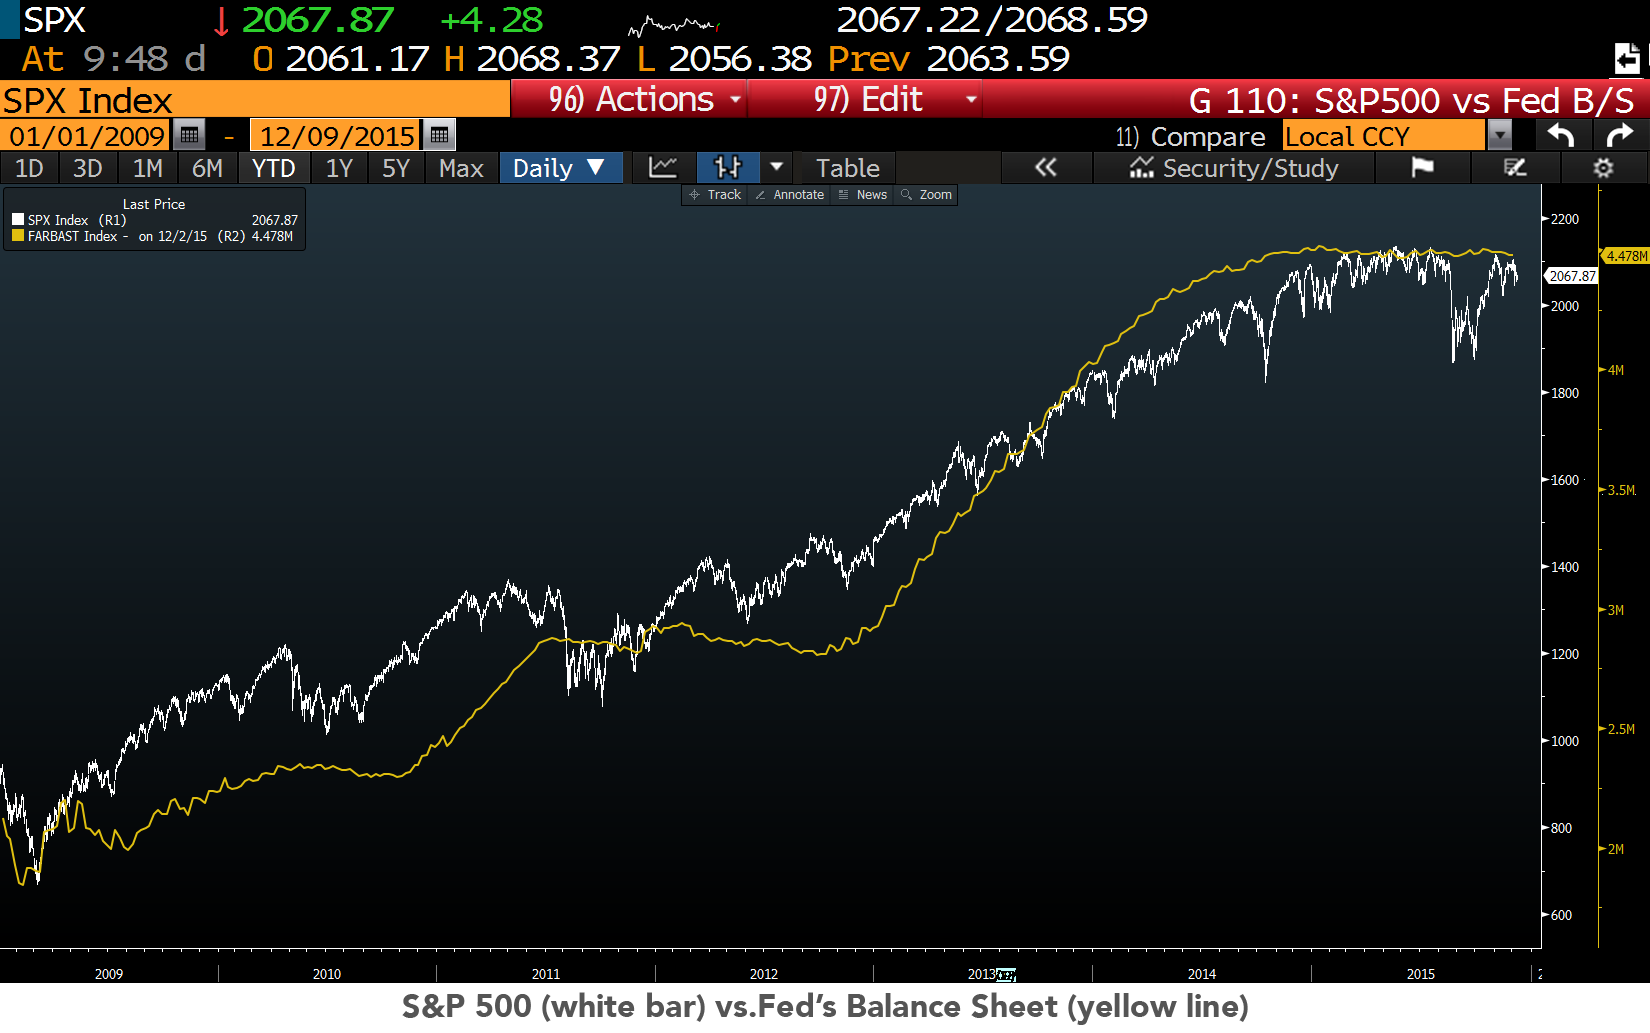 SPX ↓ 2067.87 +4.28 2067.22/2068.59
At 9:48 d O 2061.17 H 2068.37 L 2056.38 Prev 2063.59
SPX Index 96) Actions 97) Edit G 110: S&P500 vs Fed B/S
01/01/2009 - 12/09/2015 11) Compare Local CCY
1D 3D 1M 6M YTD 1Y 5Y Max Daily ▼ Table « Security/Study
Track Annotate News Zoom
Last Price
SPX Index (R1) 2067.87
FARBAST Index - on 12/2/15 (R2) 4.478M
2200
4.478M
2067.87
2000
4M
1800
3.5M
1600
1400
3M
1200
2.5M
1000
800
2M
600
2009 2010 2011 2012 2013 2014 2015
S&P 500 (white bar) vs.Fed's Balance Sheet (yellow line)